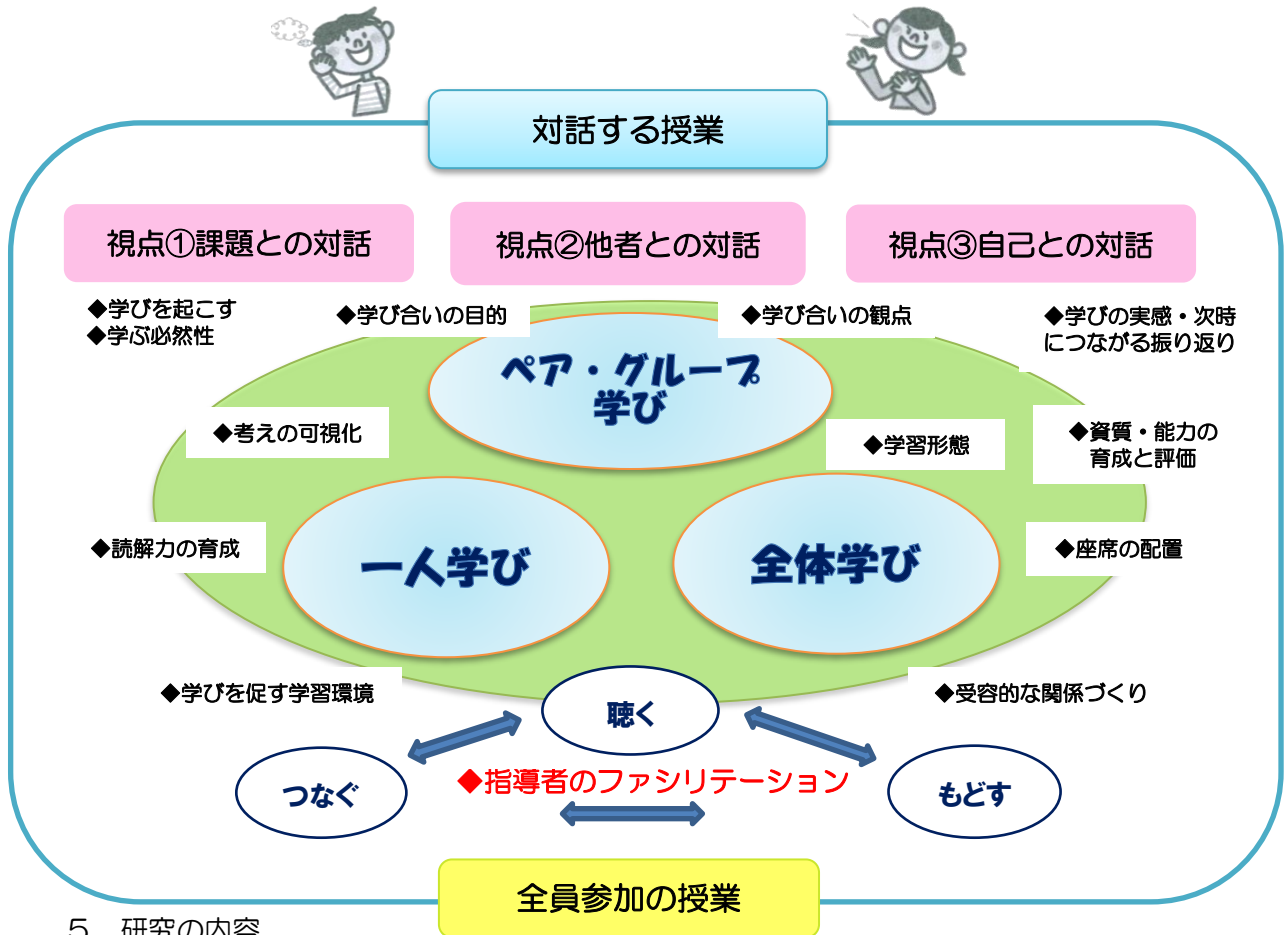 対話する授業
視点①課題との対話
視点②他者との対話
視点③自己との対話
◆学びを起こす
◆学ぶ必然性
◆学び合いの目的
◆学び合いの観点
◆学びの実感・次時
につながる振り返り
ペア・グループ
学び
◆考えの可視化
◆学習形態
◆資質・能力の
育成と評価
◆読解力の育成
一人学び
全体学び
◆座席の配置
◆学びを促す学習環境
聴く
◆受容的な関係づくり
つなぐ
◆指導者のファシリテーション
もどす
全員参加の授業
５ 研究の内容